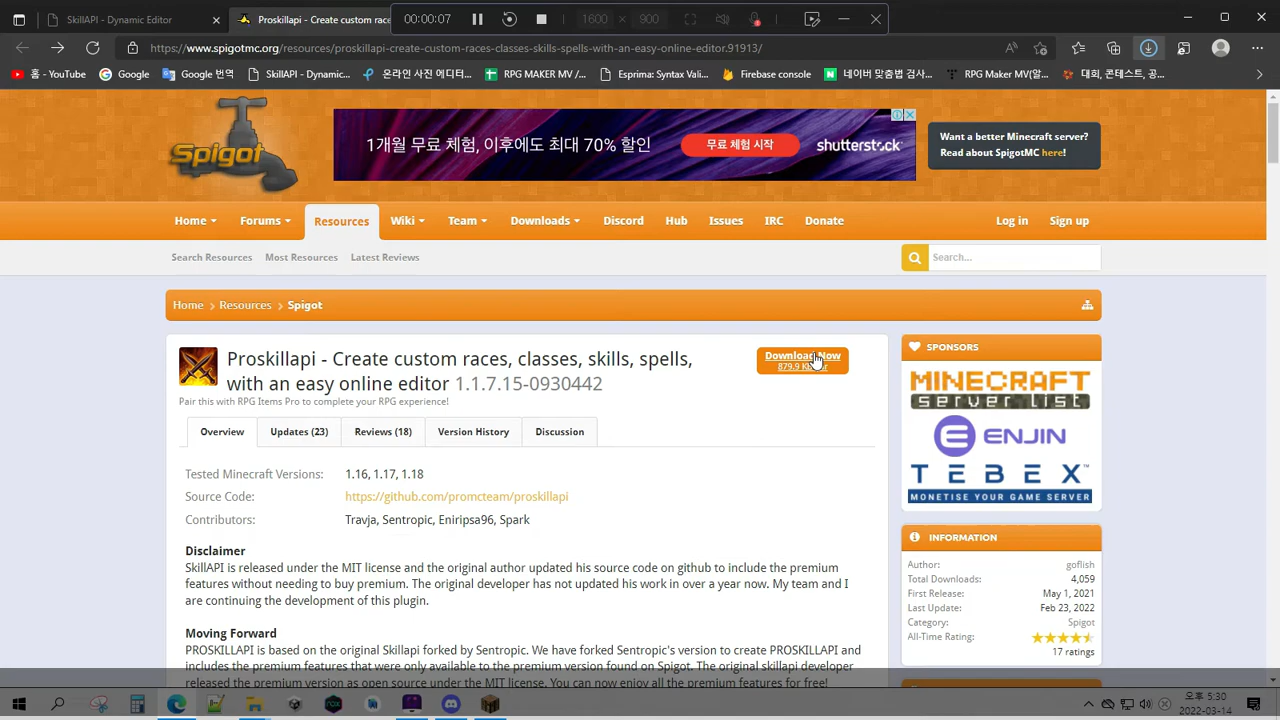 SkillAPI - Dynamic Editor
Proskillapi - Create custom race
00:00:07
1600 × 900
https://www.spigotmc.org/resources/proskillapi-create-custom-races-classes-skills-spells-with-an-easy-online-editor.91913/
홈 - YouTube
Google
Google 번역
SkillAPI - Dynamic...
온라인 사진 에디터...
RPG MAKER MV /...
Esprima: Syntax Vali...
Firebase console
네이버 맞춤법 검사...
RPG Maker MV(알...
대회, 콘테스트, 공...
Spigot
1개월 무료 체험, 이후에도 최대 70% 할인
무료 체험 시작
shutterstock
Want a better Minecraft server?
Read about SpigotMC here!
Home
Forums
Resources
Wiki
Team
Downloads
Discord
Hub
Issues
IRC
Donate
Log in
Sign up
Search Resources
Most Resources
Latest Reviews
Search...
Home
Resources
Spigot
Proskillapi - Create custom races, classes, skills, spells,
with an easy online editor 1.1.7.15-0930442
Pair this with RPG Items Pro to complete your RPG experience!
Download Now
879.9
Overview
Updates (23)
Reviews (18)
Version History
Discussion
Tested Minecraft Versions: 1.16, 1.17, 1.18
Source Code: https://github.com/promcteam/proskillapi
Contributors: Travja, Sentropic, Eniripsa96, Spark
Disclaimer
SkillAPI is released under the MIT license and the original author updated his source code on github to include the premium
features without needing to buy premium. The original developer has not updated his work in over a year now. My team and I
are continuing the development of this plugin.
Moving Forward
PROSKILLAPI is based on the original Skillapi forked by Sentropic. We have forked Sentropic's version to create PROSKILLAPI and
includes the premium features that were only available to the premium version found on Spigot. The original skillapi developer
released the premium version as open source under the MIT license. You can now enjoy all the premium features for free!
SPONSORS
MINECRAFT
server list
ENJIN
TEBEX™
MONETISE YOUR GAME SERVER
INFORMATION
Author: goflish
Total Downloads: 4,059
First Release: May 1, 2021
Last Update: Feb 23, 2022
Category: Spigot
All-Time Rating:
17 ratings
오후 5:30
2022-03-14